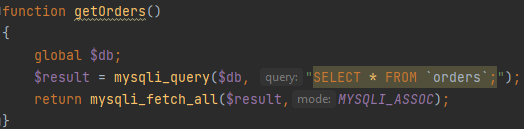 function getOrders()
{
global $db;
$result = mysqli_query($db, query: "SELECT * FROM `orders`;");
return mysqli_fetch_all($result, mode: MYSQLI_ASSOC);
}